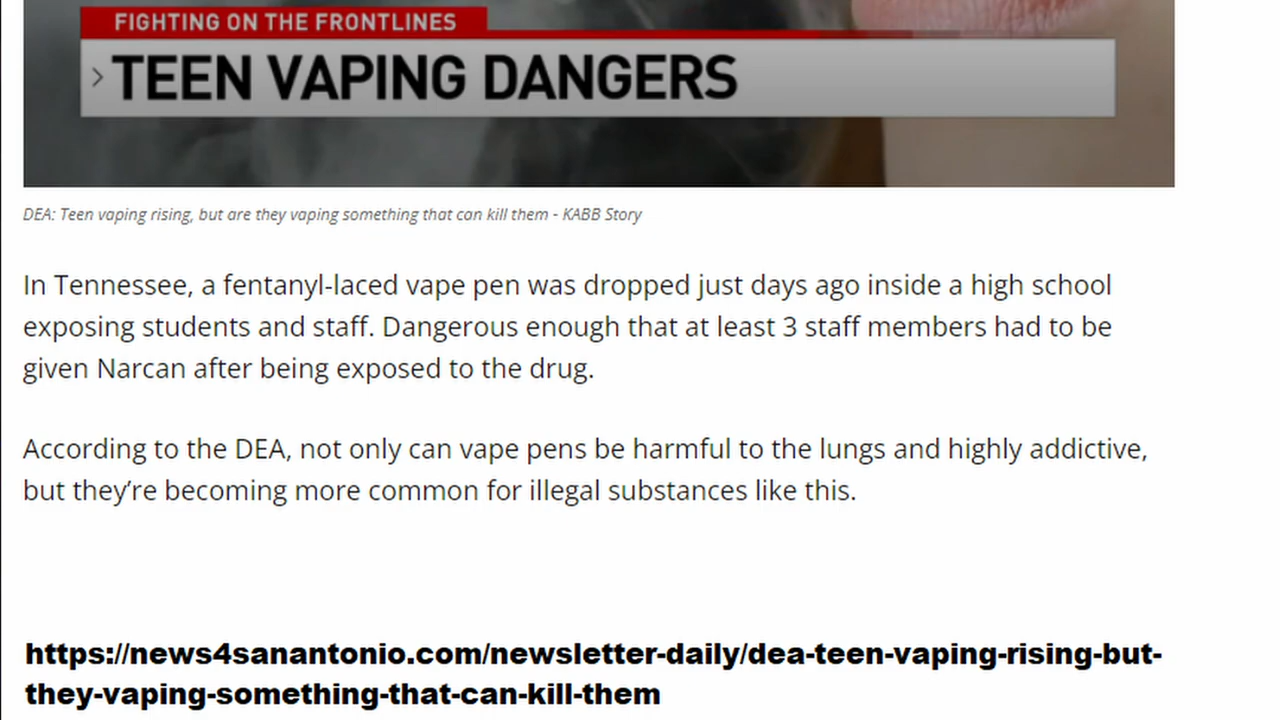 FIGHTING ON THE FRONTLINES
TEEN VAPING DANGERS
DEA: Teen vaping rising, but are they vaping something that can kill them - KABB Story
In Tennessee, a fentanyl-laced vape pen was dropped just days ago inside a high school
exposing students and staff. Dangerous enough that at least 3 staff members had to be
given Narcan after being exposed to the drug.
According to the DEA, not only can vape pens be harmful to the lungs and highly addictive,
but they’re becoming more common for illegal substances like this.
https://news4sanantonio.com/newsletter-daily/dea-teen-vaping-rising-but-
they-vaping-something-that-can-kill-them